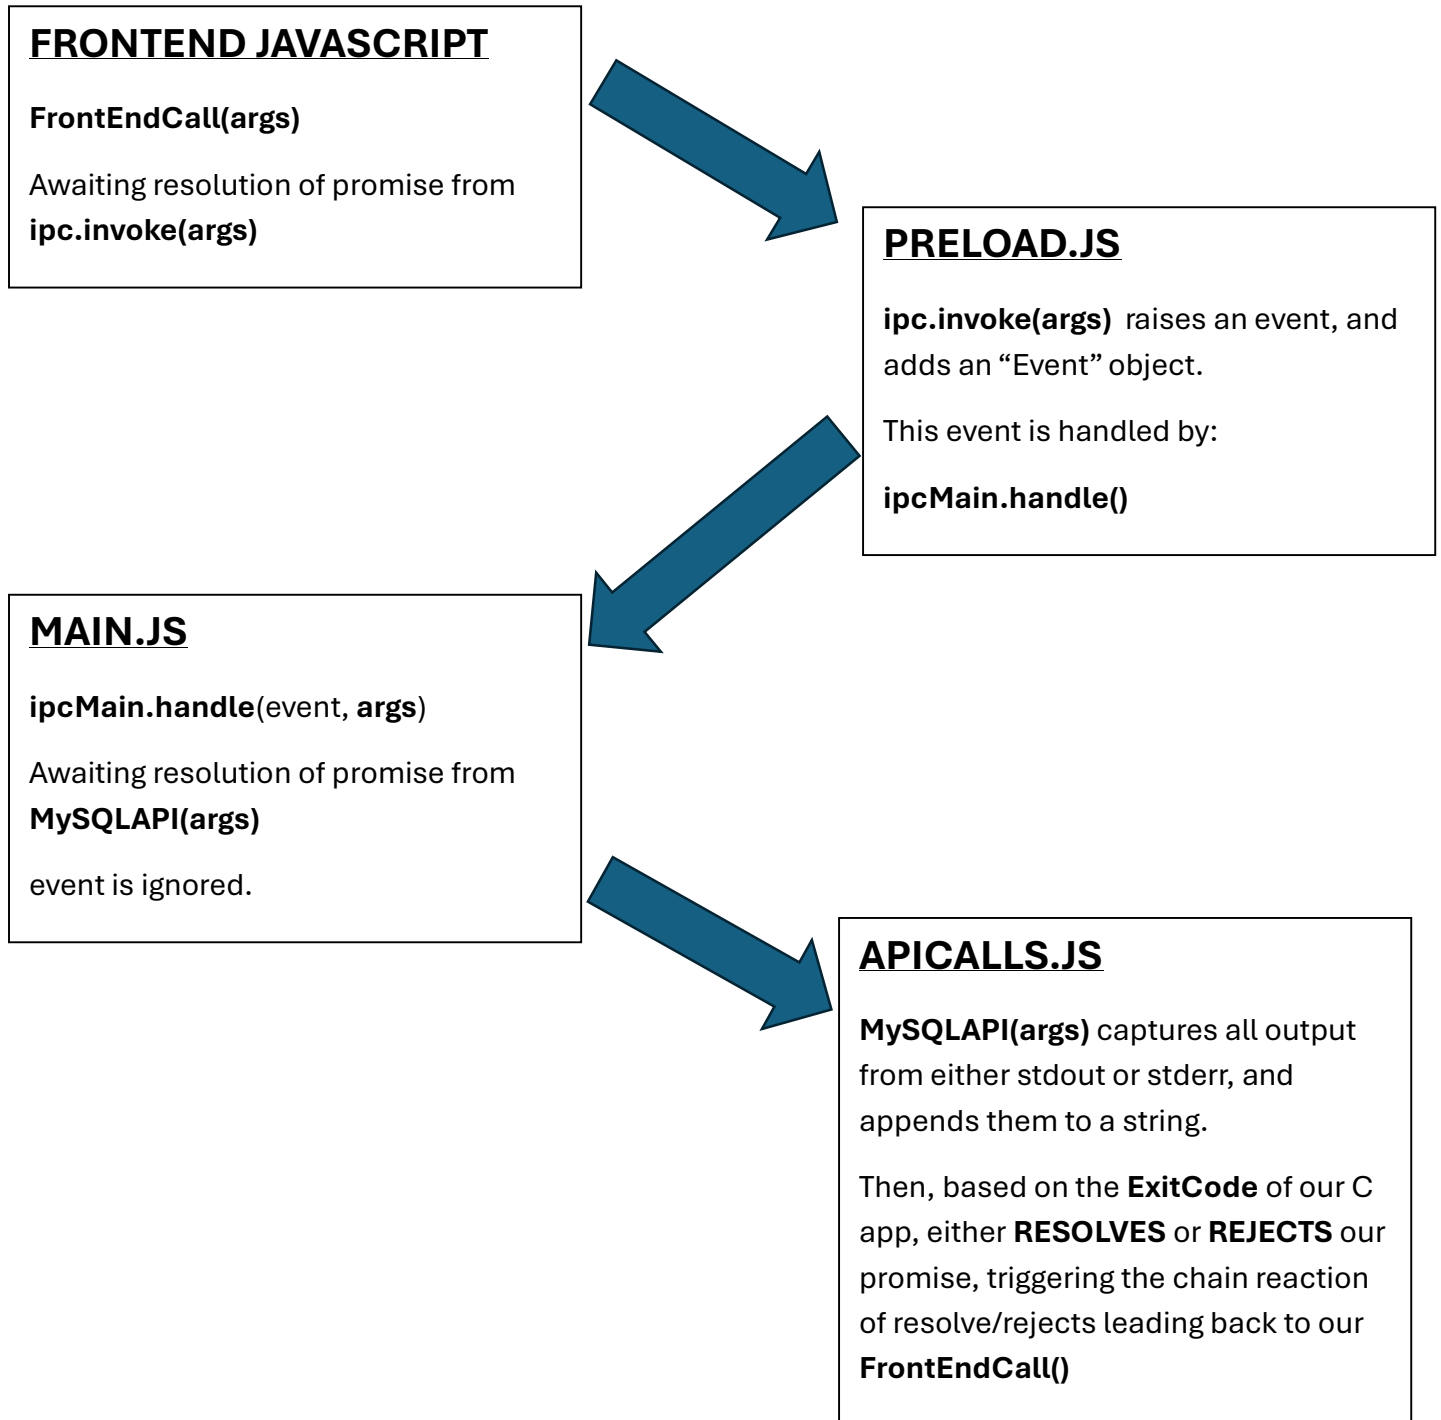 FRONTEND JAVASCRIPT
FrontEndCall(args)
Awaiting resolution of promise from
ipc.invoke(args)
PRELOAD.JS
ipc.invoke(args)  raises an event, and
adds an “Event” object.
This event is handled by:
ipcMain.handle()
MAIN.JS
ipcMain.handle(event, args)
Awaiting resolution of promise from
MySQLAPI(args)
event is ignored.
APICALLS.JS
MySQLAPI(args) captures all output
from either stdout or stderr, and
appends them to a string.
Then, based on the ExitCode of our C
app, either RESOLVES or REJECTS our
promise, triggering the chain reaction
of resolve/rejects leading back to our
FrontEndCall()